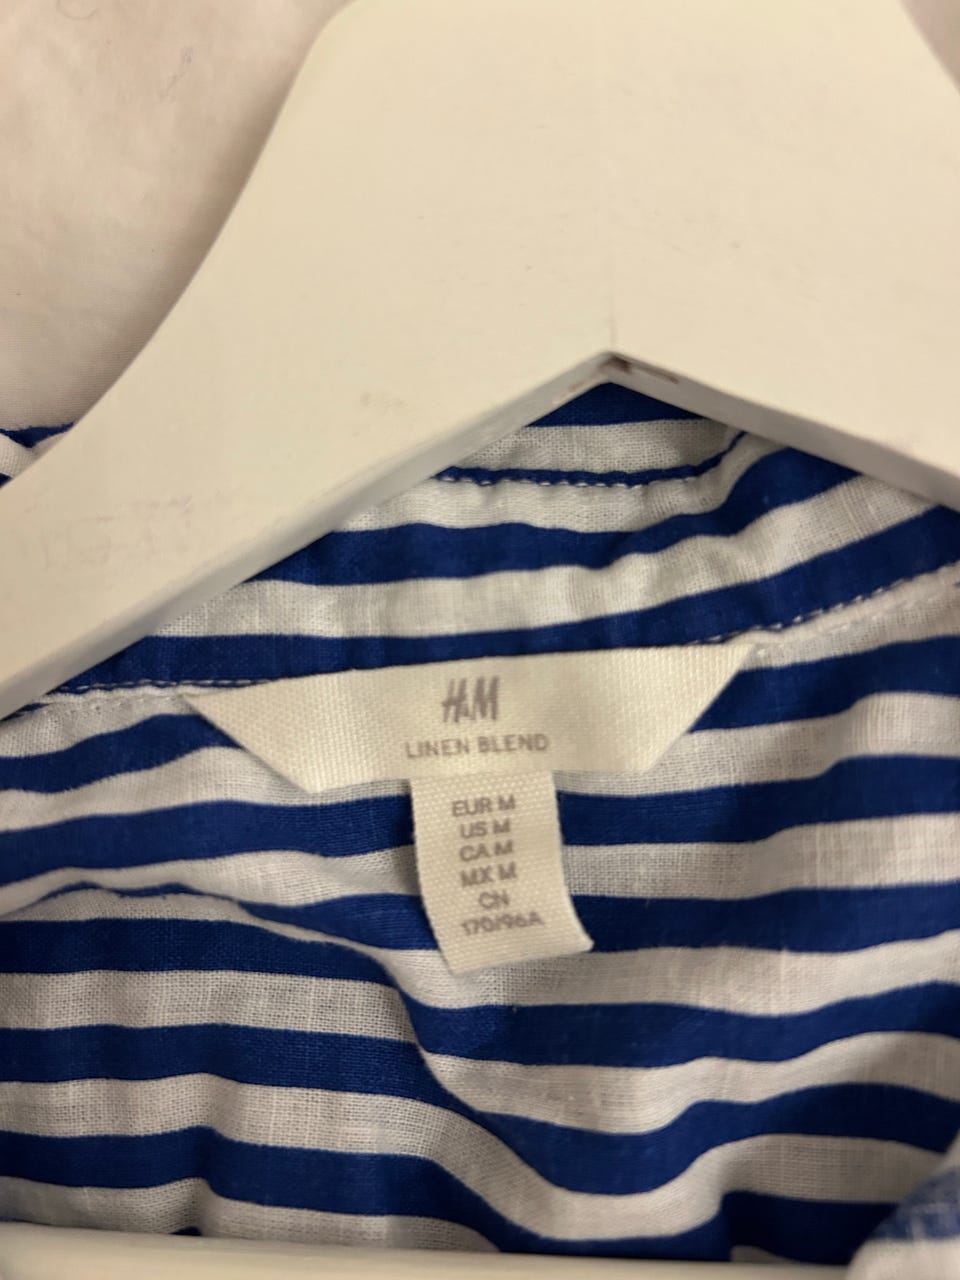 H&M
LINEN BLEND
EUR M
US M
CA M
MX M
CN
170/96A